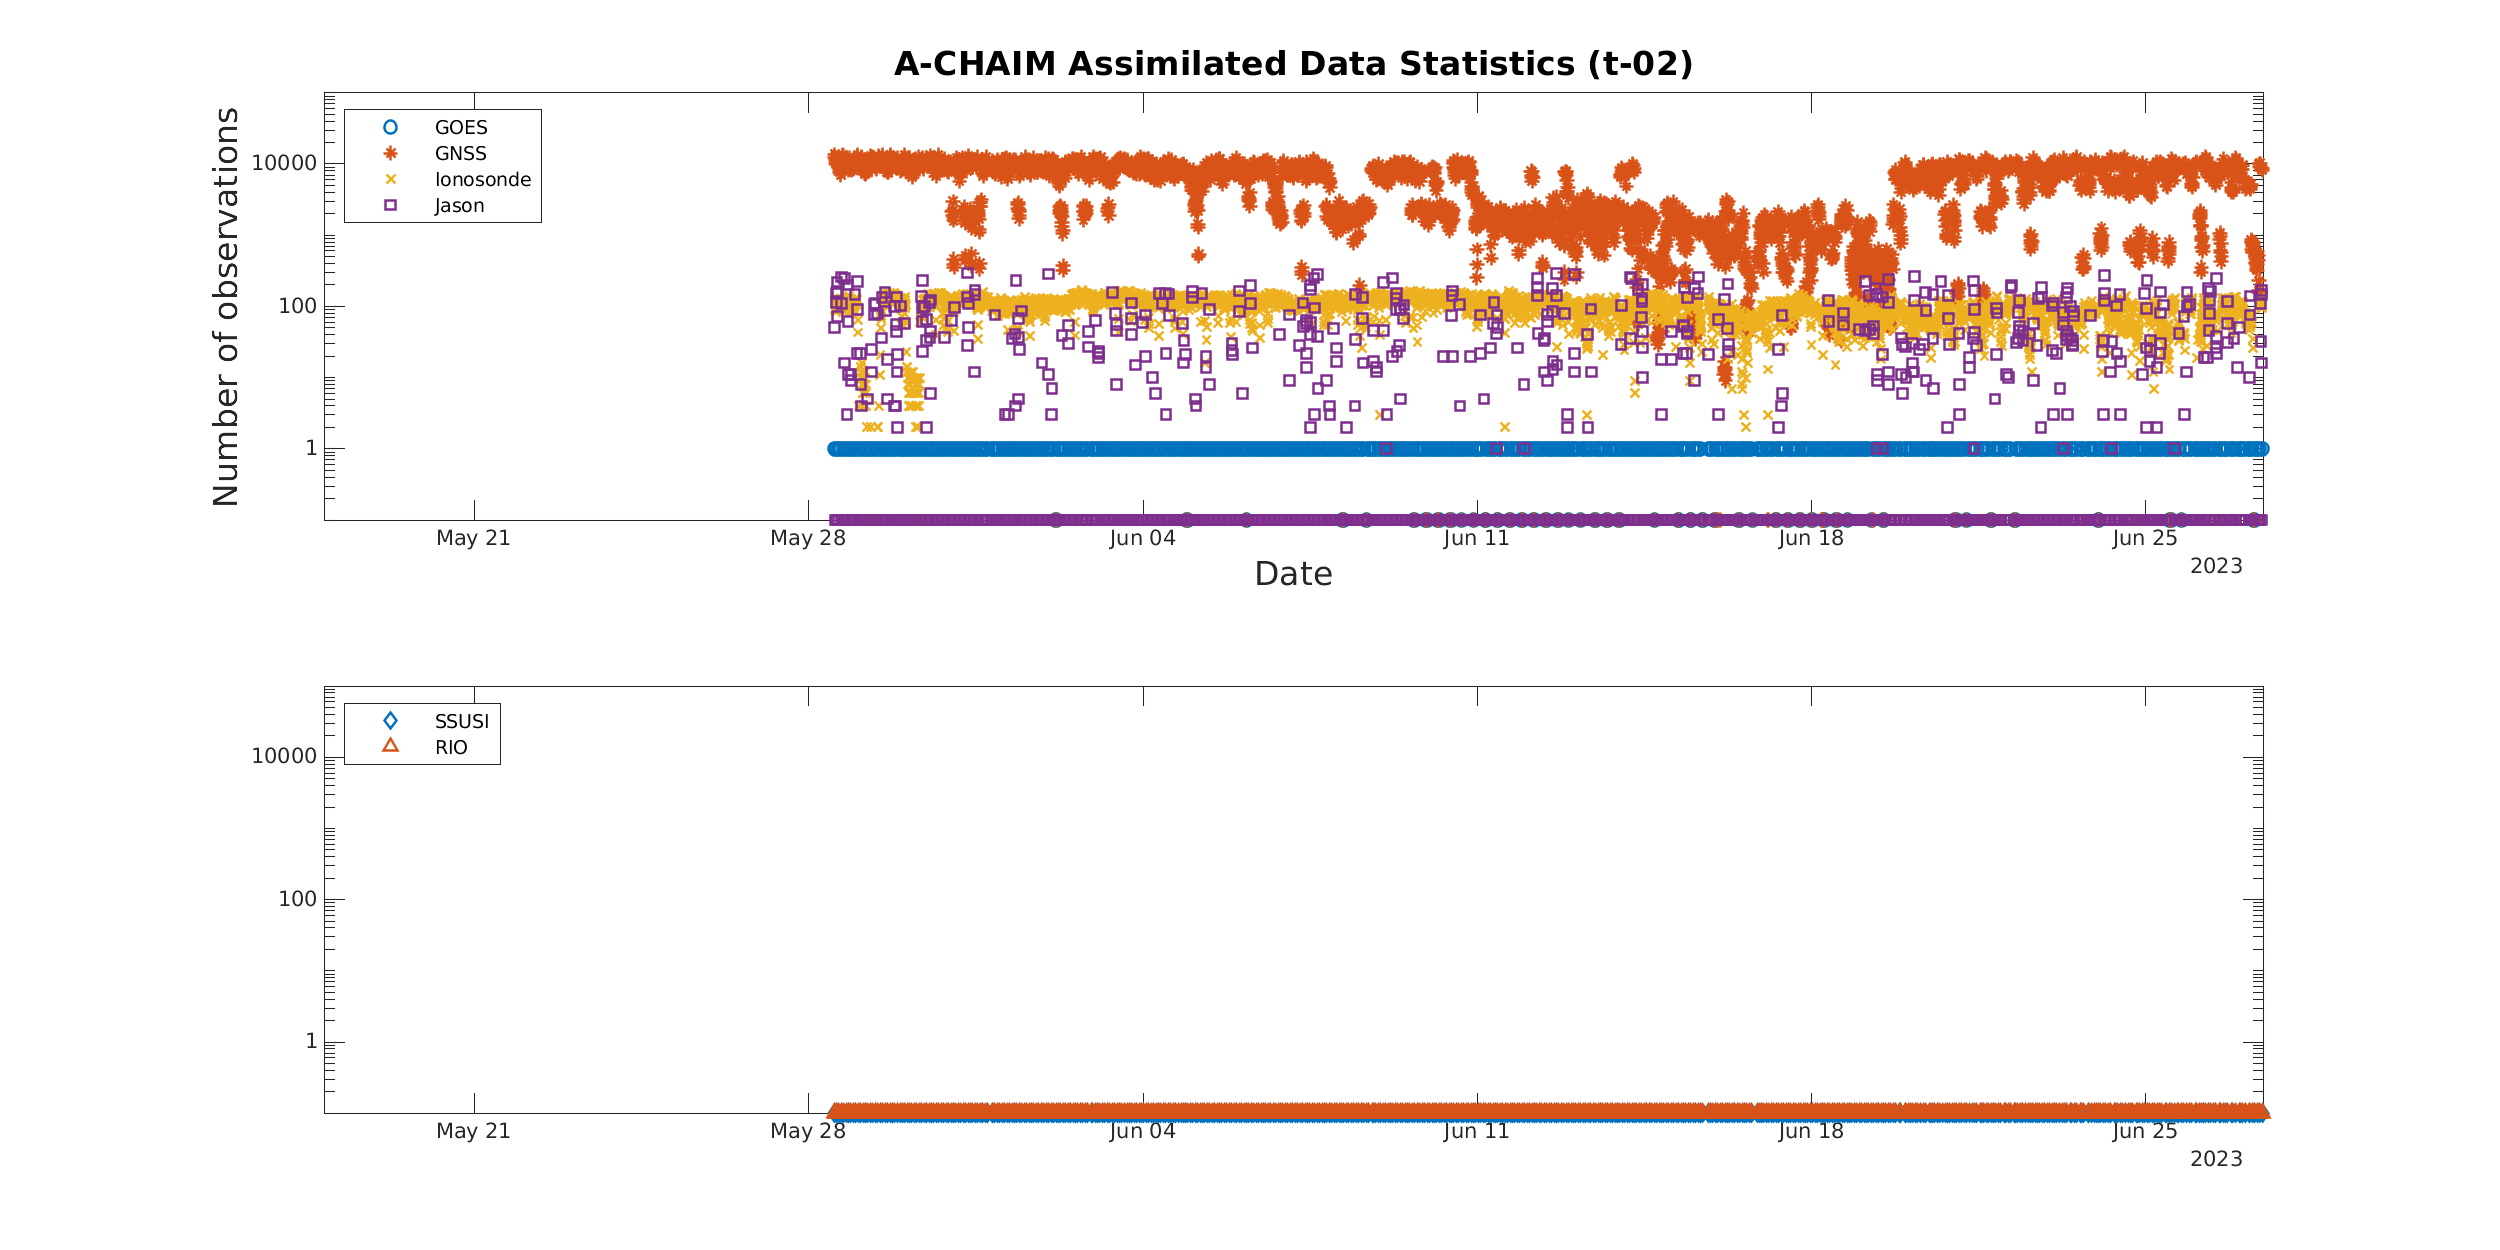 A-CHAIM Assimilated Data Statistics (t-02)
Number of observations
10000
100
1
GOES
GNSS
Ionosonde
Jason
May 21
May 28
Jun 04
Jun 11
Jun 18
Jun 25
2023
Date
10000
100
1
SSUSI
RIO
May 21
May 28
Jun 04
Jun 11
Jun 18
Jun 25
2023